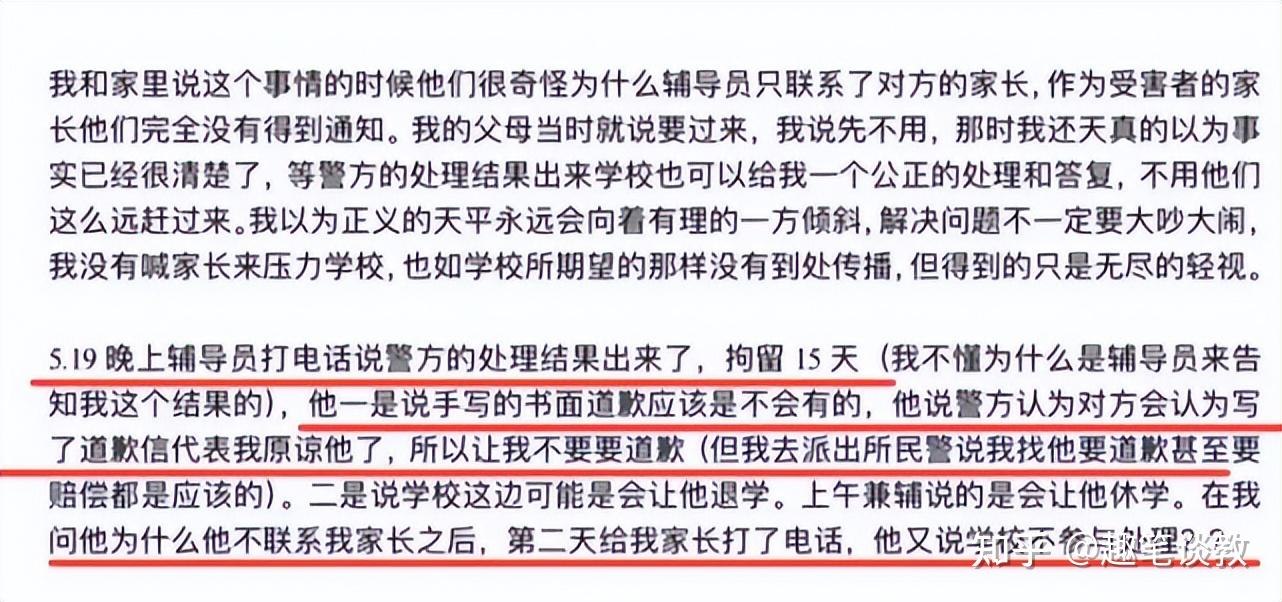 我和家里说这个事情的时候他们很奇怪为什么辅导员只联系了对方的家长,作为受害者的家
长他们完全没有得到通知。我的父母当时就说要过来，我说先不用，那时我还天真的以为事
实已经很清楚了，等警方的处理结果出来学校也可以给我一个公正的处理和答复，不用他们
这么远赶过来。我以为正义的天平永远会向着有理的一方倾斜,解决问题不一定要大吵大闹,
我没有喊家长来压力学校,也如学校所期望的那样没有到处传播,但得到的只是无尽的轻视。
5.19 晚上辅导员打电话说警方的处理结果出来了，拘留 15 天（我不懂为什么是辅导员来告
知我这个结果的），他一是说手写的书面道歉应该是不会有的，他说警方认为对方会认为写
了道歉信代表我原谅他了，所以让我不要要道歉（但我去派出所民警说我找他要道歉甚至要
赔偿都是应该的）。二是说学校这边可能是会让他退学。上午兼辅说的是会让他休学。在我
问他为什么他不联系我家长之后，第二天给我家长打了电话，他又说学校不参与处理
知乎 @趣笔谈教